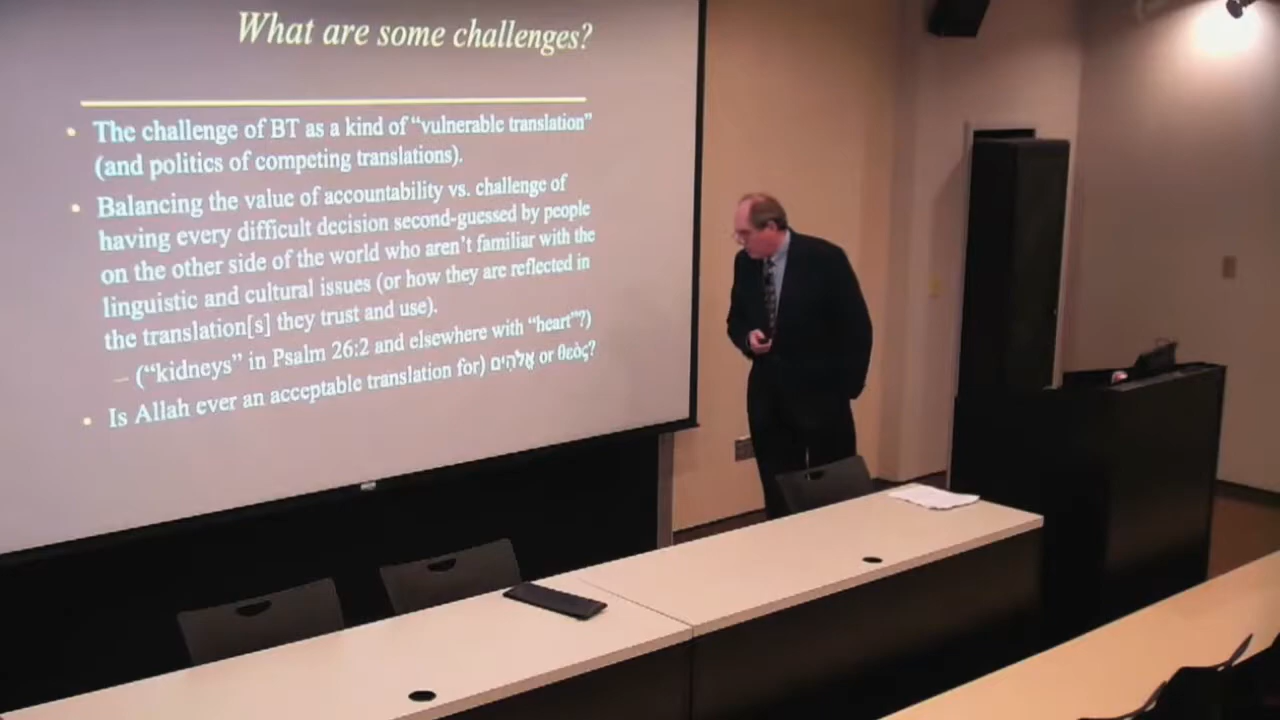 What are some challenges?
• The challenge of BT as a kind of “vulnerable translation”
(and politics of competing translations).
• Balancing the value of accountability vs. challenge of
having every difficult decision second-guessed by people
on the other side of the world who aren’t familiar with the
linguistic and cultural issues (or how they are reflected in
the translation[s] they trust and use).
– (“kidneys” in Psalm 26:2 and elsewhere with “heart”?)
• Is Allah ever an acceptable translation for) אֱלֹהִים or θεὸς?